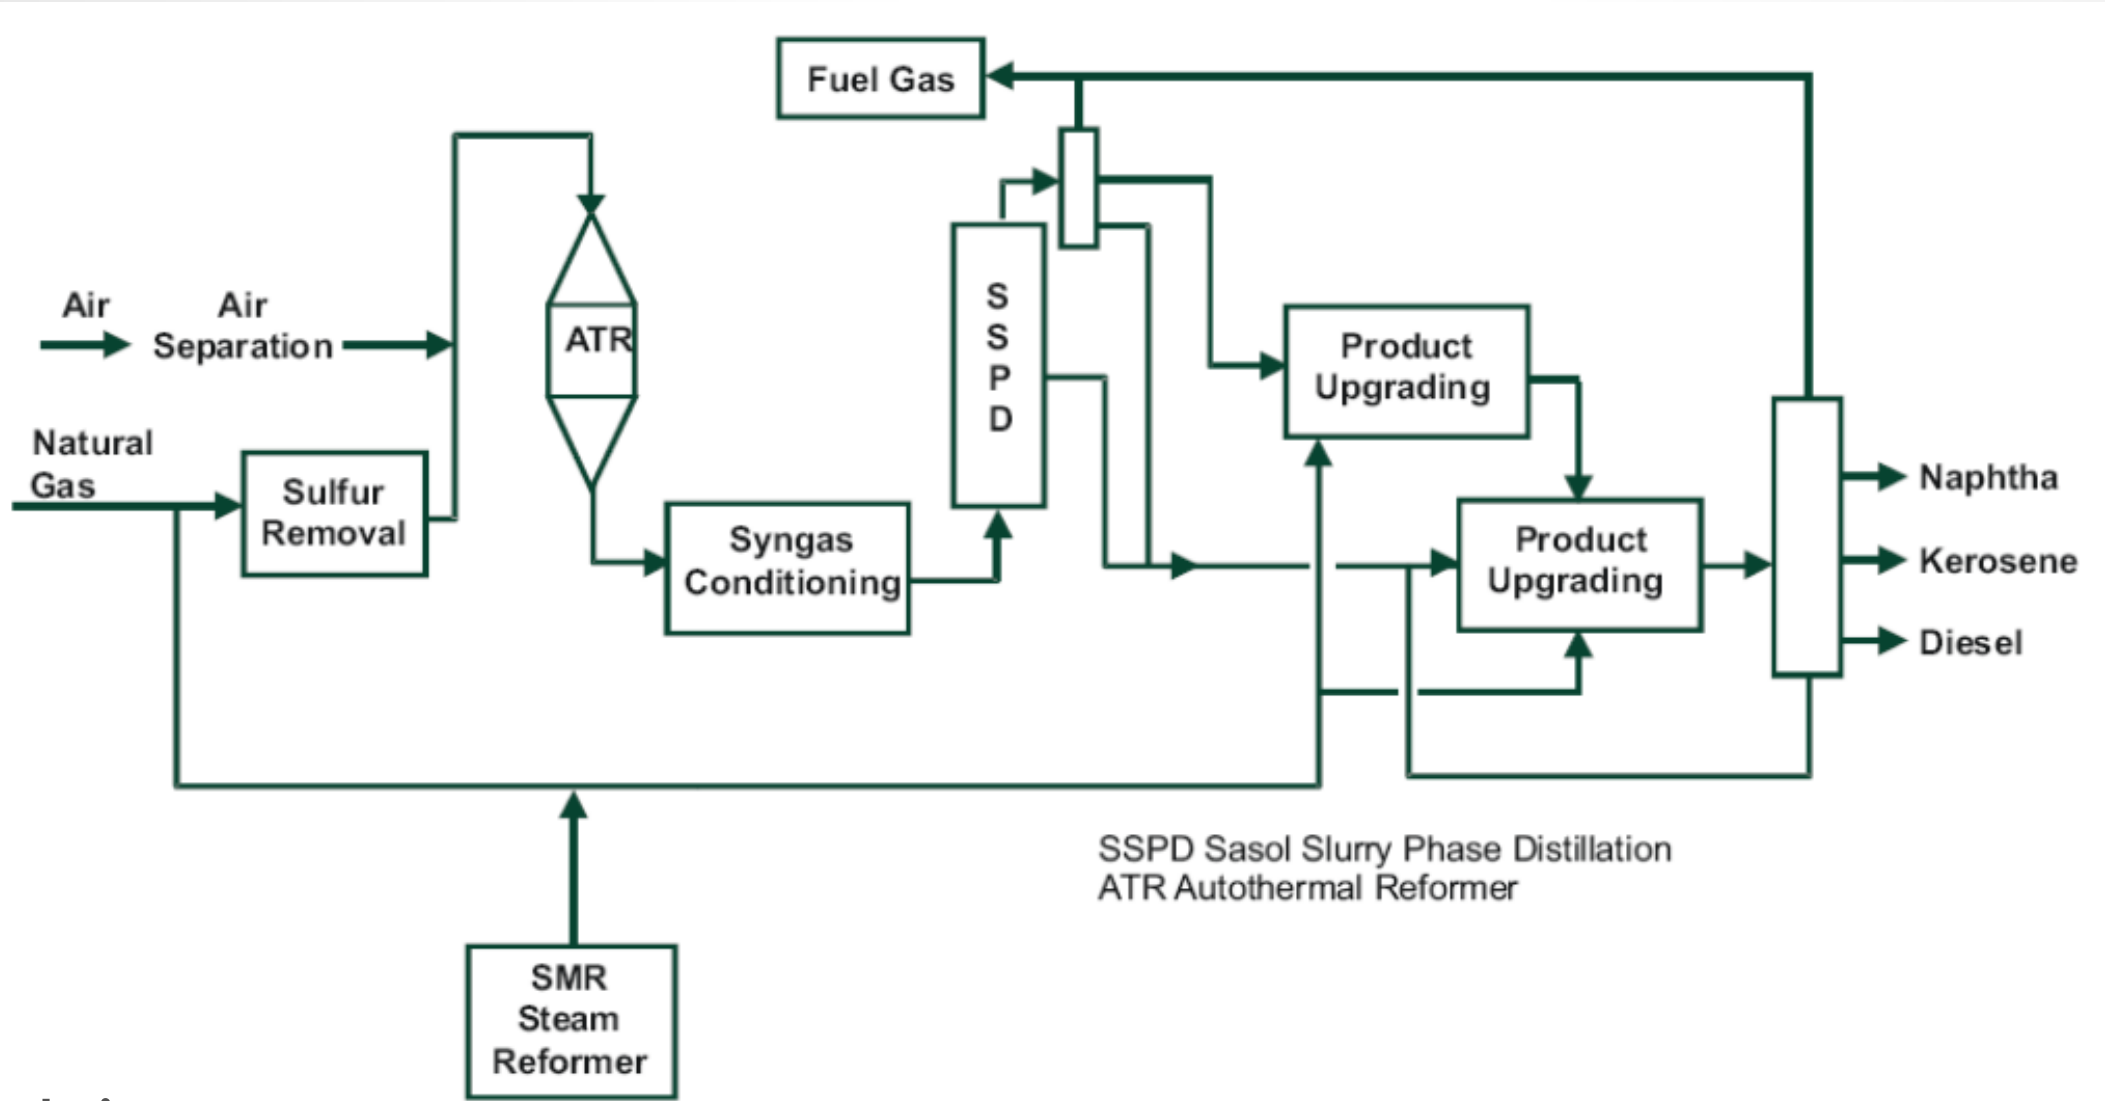 Fuel Gas
Air
Air
Separation
ATR
S
S
P
D
Product
Upgrading
Natural
Gas
Sulfur
Removal
Syngas
Conditioning
Product
Upgrading
Naphtha
Kerosene
Diesel
SSPD Sasol Slurry Phase Distillation
ATR Autothermal Reformer
SMR
Steam
Reformer